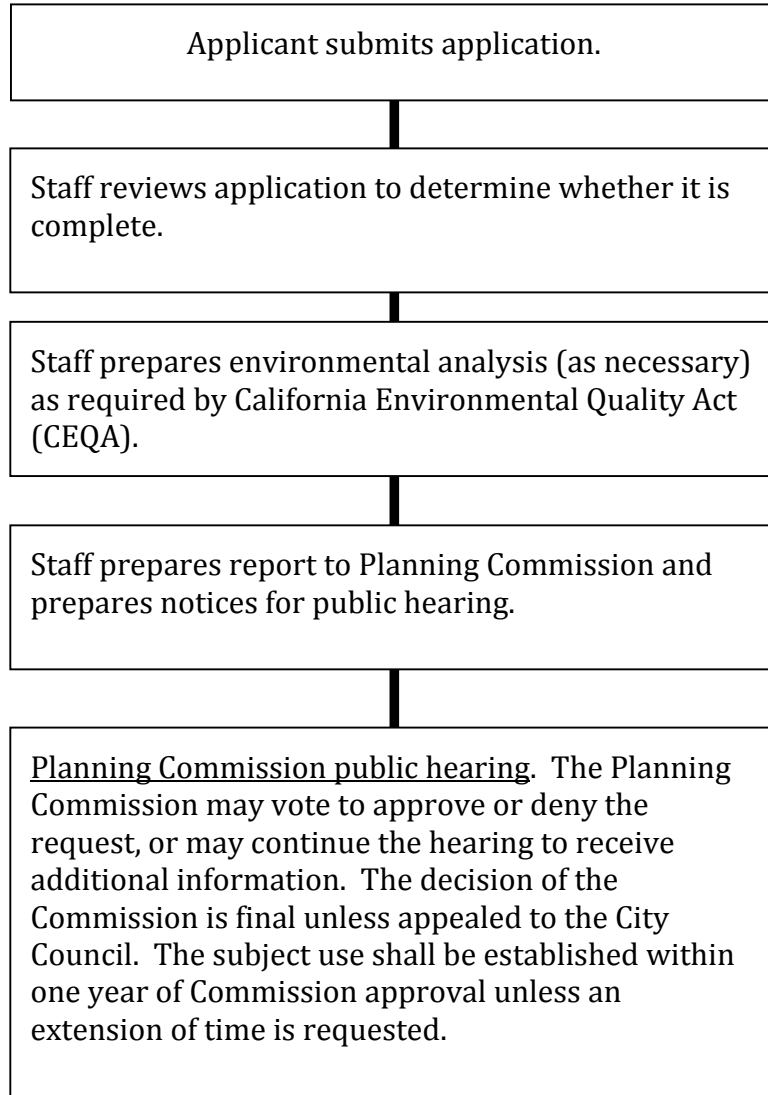 Applicant submits application.
Staff reviews application to determine whether it is
complete.
Staff prepares environmental analysis (as necessary)
as required by California Environmental Quality Act
(CEQA).
Staff prepares report to Planning Commission and
prepares notices for public hearing.
Planning Commission public hearing.  The Planning
Commission may vote to approve or deny the
request, or may continue the hearing to receive
additional information.  The decision of the
Commission is final unless appealed to the City
Council.  The subject use shall be established within
one year of Commission approval unless an
extension of time is requested.